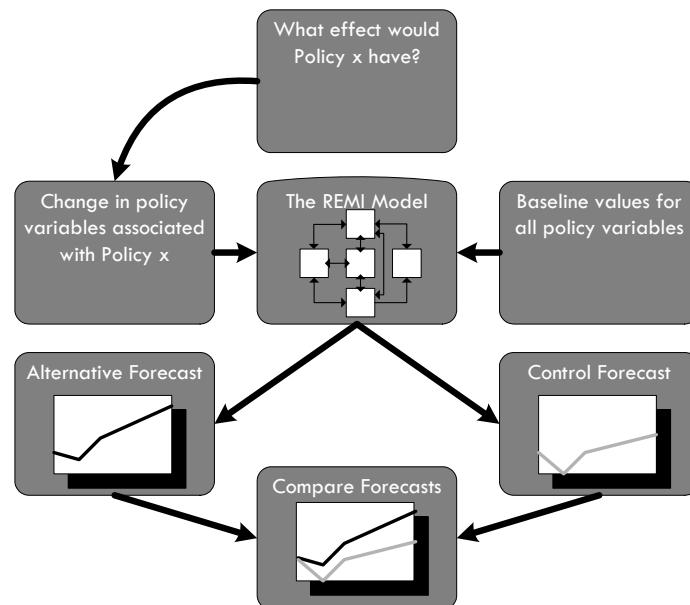 What effect would
Policy x have?
Change in policy
variables associated
with Policy x
The REMI Model
Baseline values for
all policy variables
Alternative Forecast
Control Forecast
Compare Forecasts